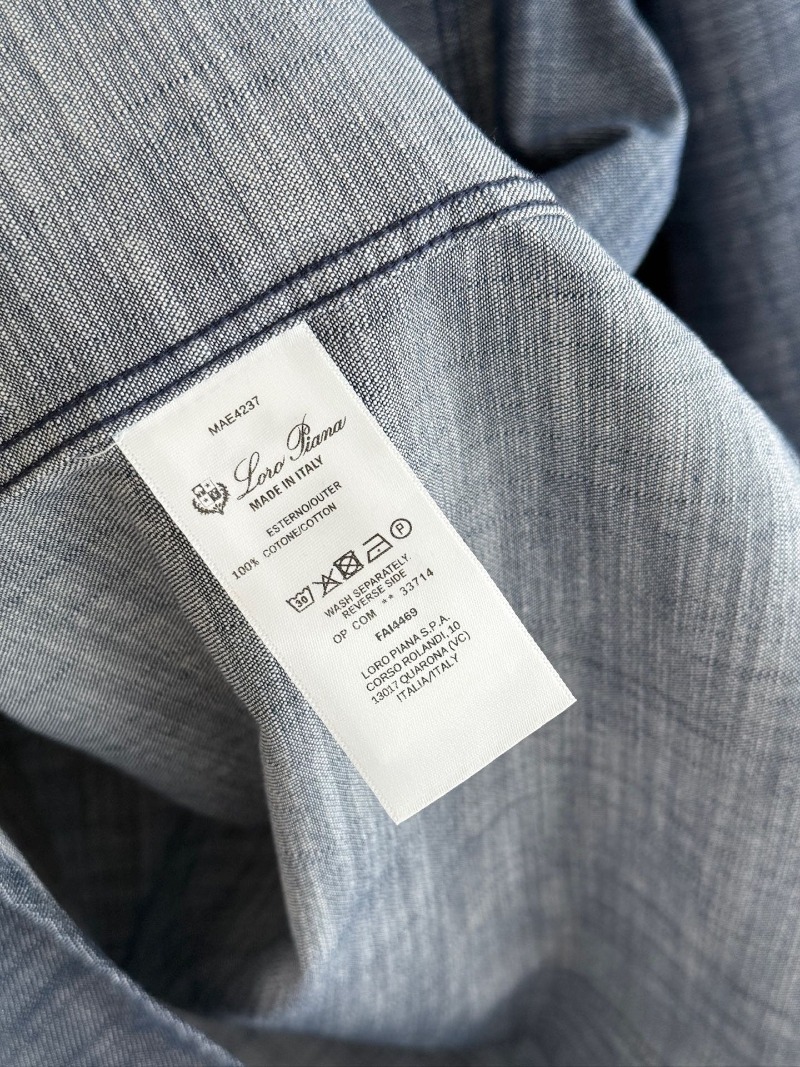 MAE4237
Loro Piana
MADE IN ITALY
ESTERNO/OUTER
100% COTONE/COTTON
30 P
WASH SEPARATELY.
REVERSE SIDE
OP COM ** 33714
FAI4469
LORO PIANA S.P.A.
CORSO ROLANDI, 10
13017 QUARONA (VC)
ITALIA/ITALY